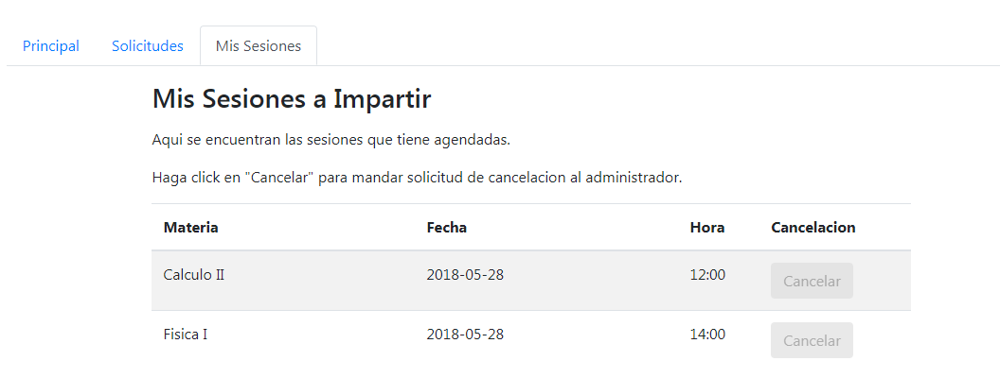 Principal Solicitudes Mis Sesiones
Mis Sesiones a Impartir
Aqui se encuentran las sesiones que tiene agendadas.
Haga click en "Cancelar" para mandar solicitud de cancelacion al administrador.
Materia Fecha Hora Cancelacion
Calculo II 2018-05-28 12:00 Cancelar
Fisica I 2018-05-28 14:00 Cancelar